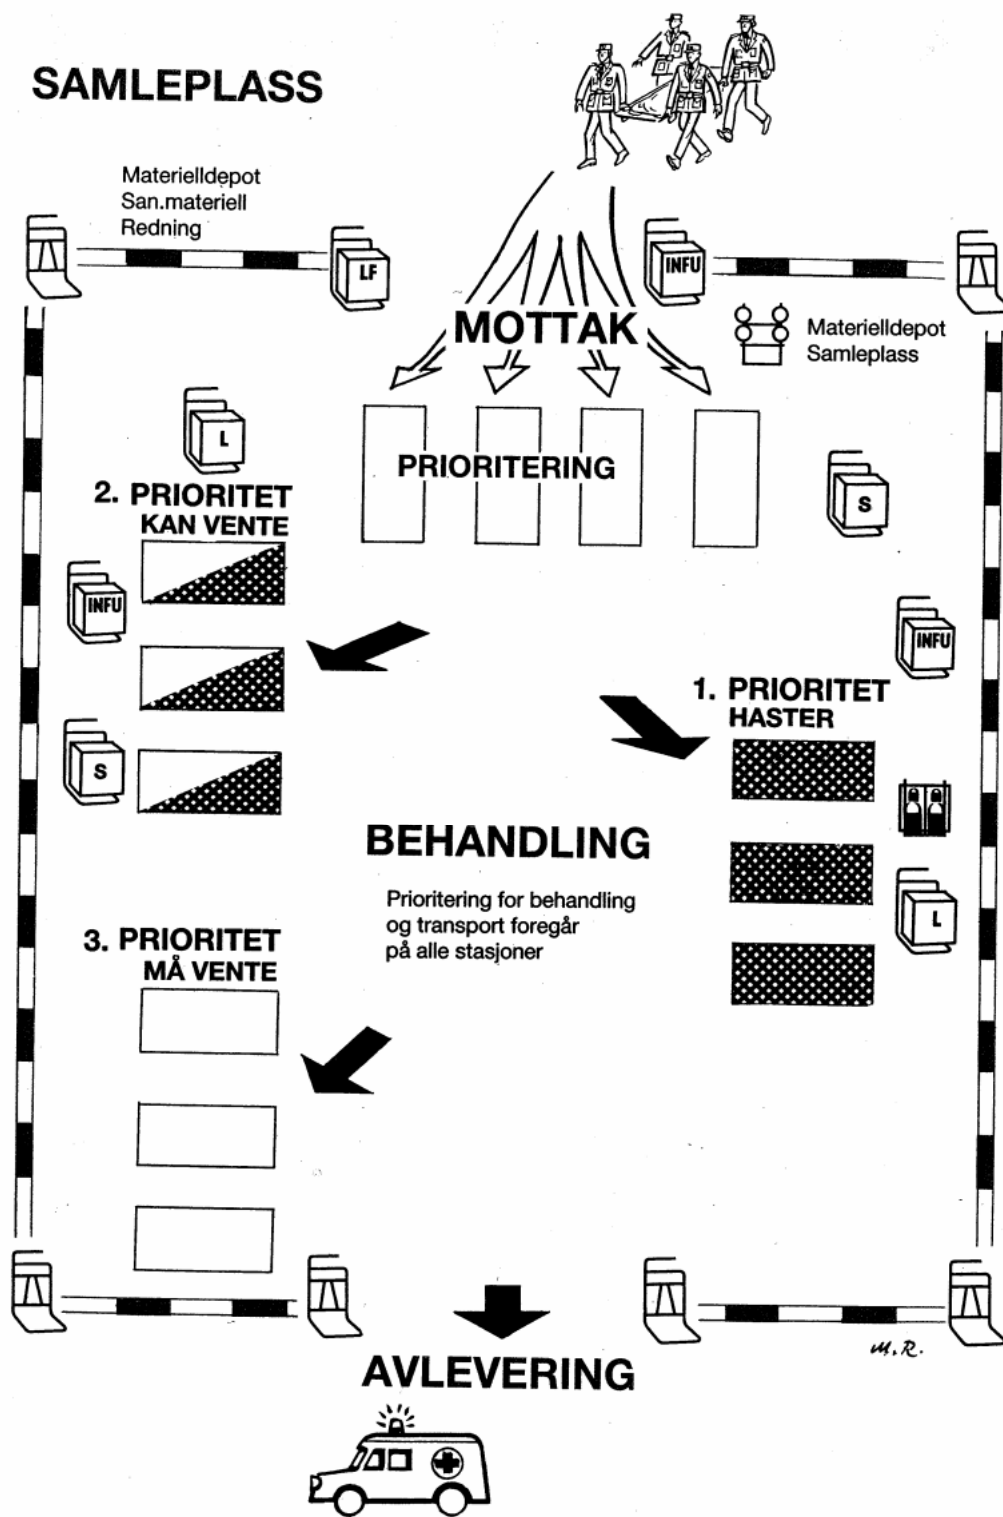 SAMLEPLASS
Materielldepot
San.materiell
Redning
LF
INFU
MOTTAK
Materielldepot
Samleplass
L
PRIORITERING
S
2. PRIORITET
KAN VENTE
INFU
INFU
1. PRIORITET
HASTER
S
BEHANDLING
Prioritering for behandling
og transport foregår
på alle stasjoner
L
3. PRIORITET
MÅ VENTE
M.R.
AVLEVERING